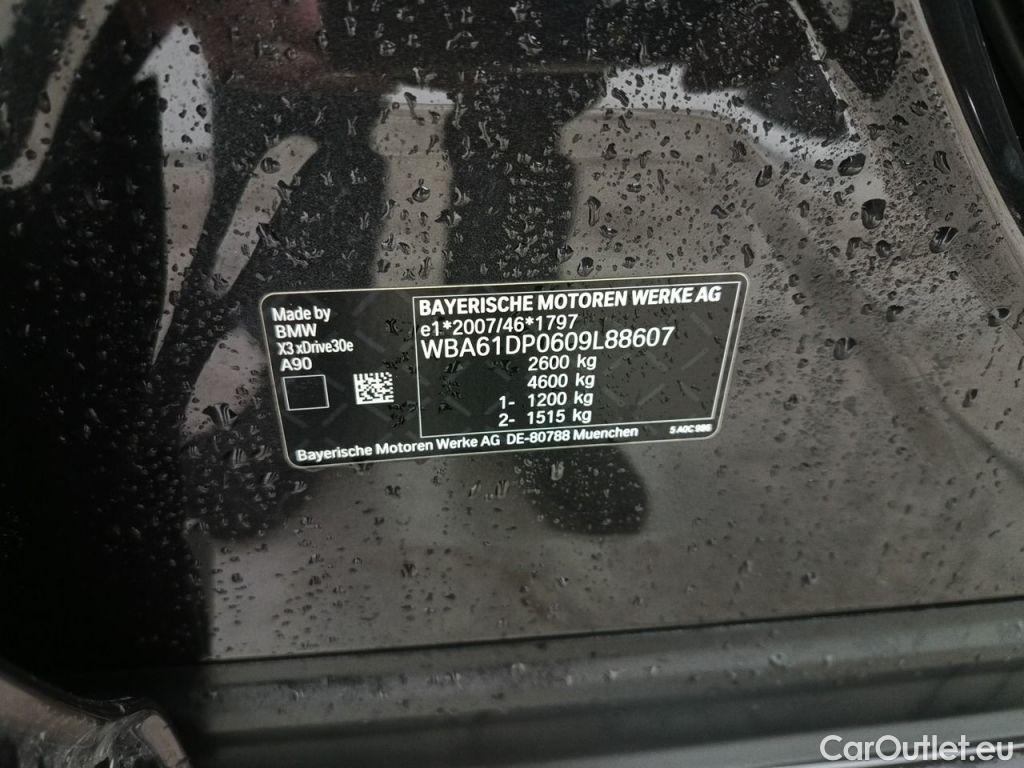 Made by
BMW
X3 xDrive30e
A90
BAYERISCHE MOTOREN WERKE AG
e1*2007/46*1797
WBA61DP0609L88607
2600 kg
4600 kg
1- 1200 kg
2- 1515 kg
Bayerische Motoren Werke AG DE-80788 Muenchen
5 A0C 986
CarOutlet.eu